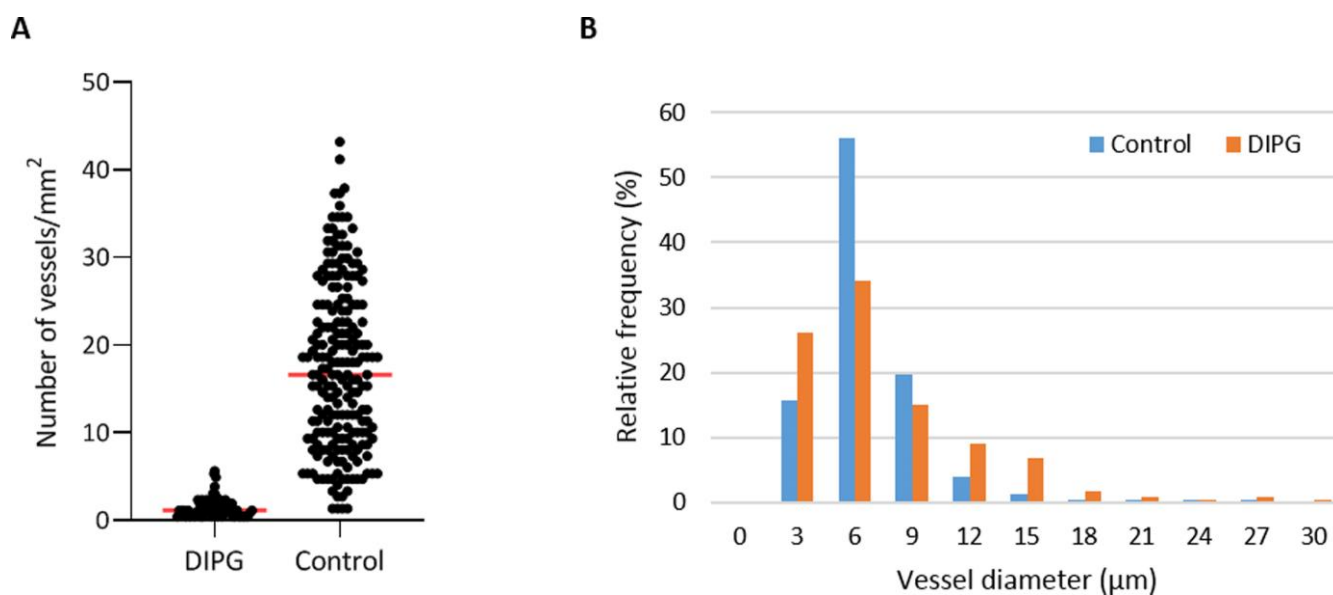 A
50
40
30
20
10
0
Number of vessels/mm²
DIPG Control
B
60
50
40
30
20
10
0
Relative frequency (%)
Control DIPG
0 3 6 9 12 15 18 21 24 27 30
Vessel diameter (µm)